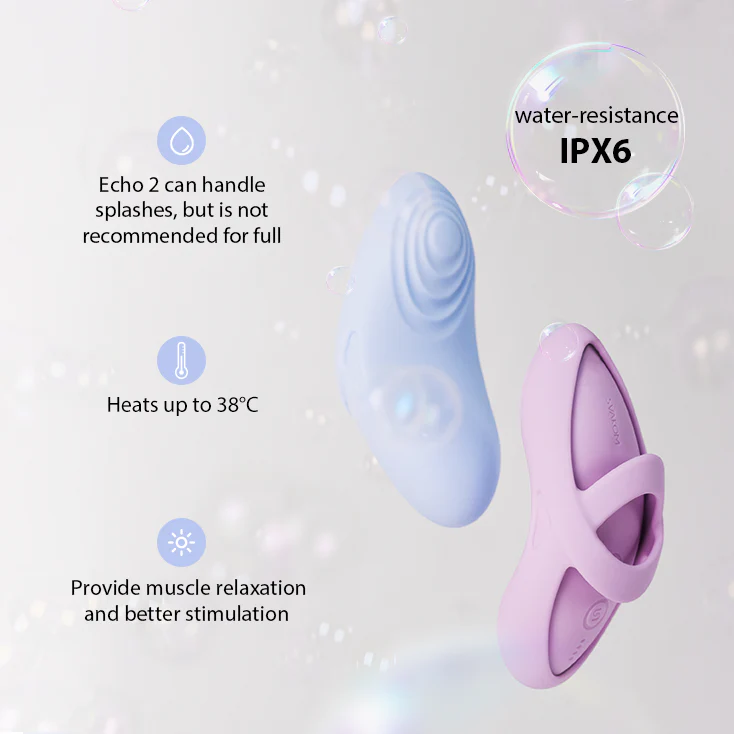 water-resistance
IPX6
Echo 2 can handle
splashes, but is not
recommended for full
Heats up to 38°C
Provide muscle relaxation
and better stimulation
SVAKOM